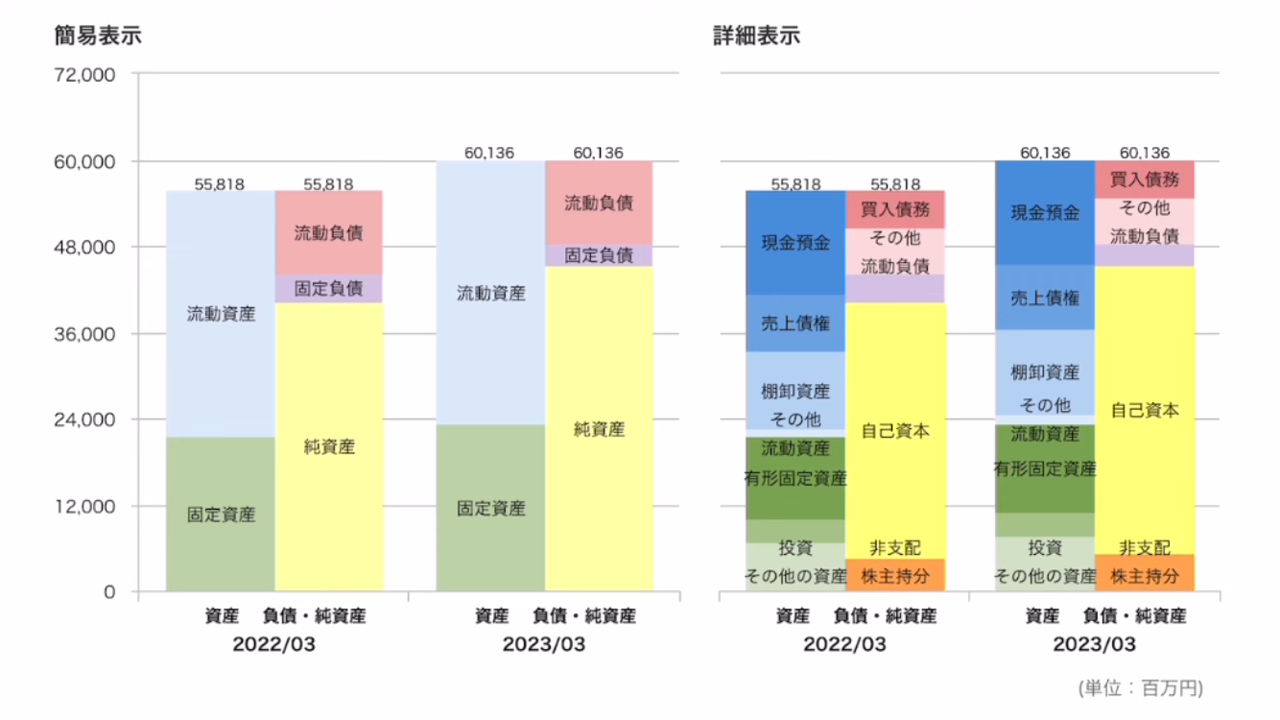 簡易表示
72,000
60,000
48,000
36,000
24,000
12,000
0
55,818
55,818
流動資産
固定資産
流動負債
固定負債
純資産
資産 負債・純資産
2022/03
60,136
60,136
流動資産
固定資産
流動負債
固定負債
純資産
資産 負債・純資産
2023/03
詳細表示
55,818
55,818
現金預金
売上債権
棚卸資産
その他
流動資産
有形固定資産
投資
その他の資産
買入債務
その他
流動負債
自己資本
非支配
株主持分
資産 負債・純資産
2022/03
60,136
60,136
現金預金
売上債権
棚卸資産
その他
流動資産
有形固定資産
投資
その他の資産
買入債務
その他
流動負債
自己資本
非支配
株主持分
資産 負債・純資産
2023/03
(単位：百万円)